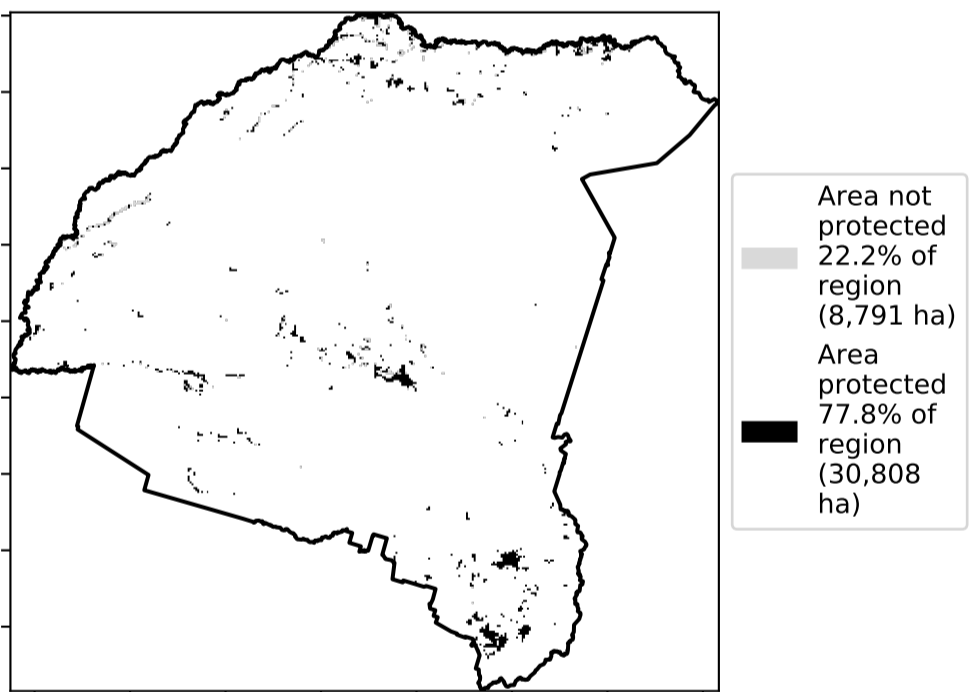 Area not
protected
22.2% of
region
(8,791 ha)
Area
protected
77.8% of
region
(30,808
ha)